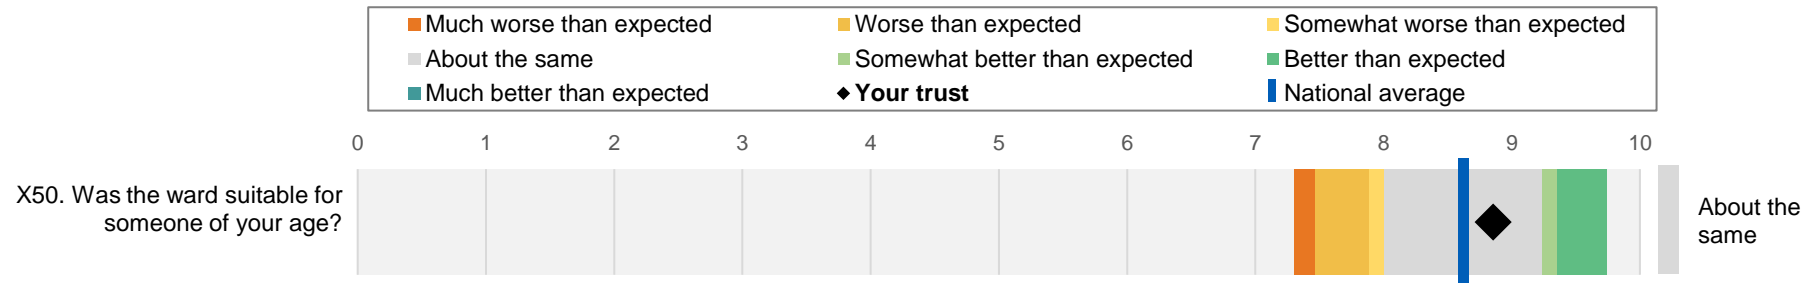 Much worse than expected Worse than expected Somewhat worse than expected
About the same Somewhat better than expected Better than expected
Much better than expected Your trust National average
0 1 2 3 4 5 6 7 8 9 10
X50. Was the ward suitable for
someone of your age?
About the
same